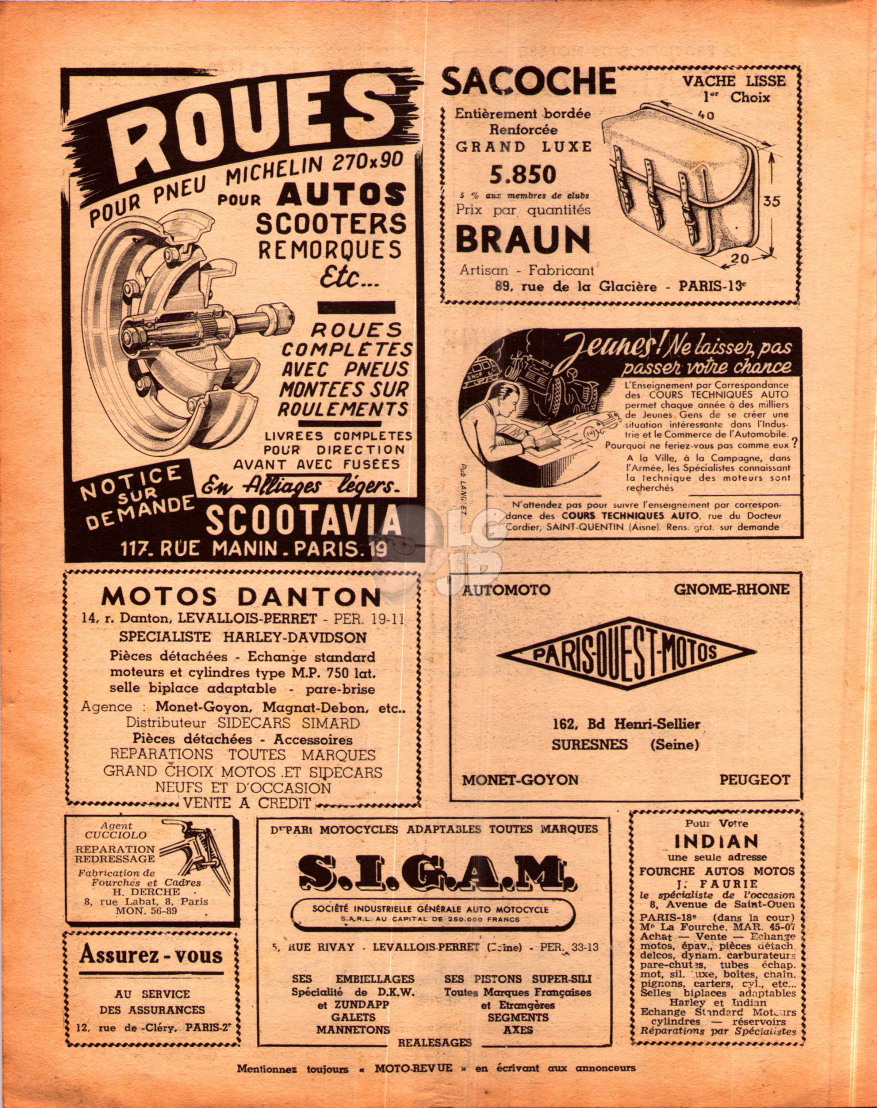 ROUES
POUR PNEU MICHELIN 270x90
POUR AUTOS
SCOOTERS
REMORQUES
Etc...
ROUES
COMPLÈTES
AVEC PNEUS
MONTÉES SUR
ROULEMENTS
LIVRÉES COMPLÈTES
POUR DIRECTION
AVANT AVEC FUSÉES
En Alliages légers.
NOTICE
SUR
DEMANDE
SCOOTAVIA
117. RUE MANIN. PARIS. 19
SACOCHE
VACHE LISSE
1er Choix
Entièrement bordée
Renforcée
GRAND LUXE
5.850
5 % aux membres de clubs
Prix par quantités
BRAUN
Artisan - Fabricant
89, rue de la Glacière - PARIS-13e
40
35
20
Jeunes! Ne laissez pas
passer votre chance
L'Enseignement par Correspondance
des COURS TECHNIQUES AUTO
permet chaque année à des milliers
de Jeunes Gens de se créer une
situation intéressante dans l'Indus-
trie et le Commerce de l'Automobile.
Pourquoi ne feriez-vous pas comme eux ?
A la Ville, à la Campagne, dans
l'Armée, les Spécialistes connaissant
la technique des moteurs sont
recherchés
N'attendez pas pour suivre l'enseignement par correspon-
dance des COURS TECHNIQUES AUTO, rue du Docteur
Cordier, SAINT-QUENTIN (Aisne). Rens. grat. sur demande
LG
JP
MOTOS DANTON
14, r. Danton, LEVALLOIS-PERRET - PER. 19-11
SPECIALISTE HARLEY-DAVIDSON
Pièces détachées - Echange standard
moteurs et cylindres type M.P. 750 lat.
selle biplace adaptable - pare-brise
Agence : Monet-Goyon, Magnat-Debon, etc..
Distributeur SIDECARS SIMARD
Pièces détachées - Accessoires
REPARATIONS TOUTES MARQUES
GRAND CHOIX MOTOS ET SIDECARS
NEUFS ET D'OCCASION
VENTE A CREDIT
AUTOMOTO GNOME-RHONE
PARIS-OUEST-MOTOS
162, Bd Henri-Sellier
SURESNES (Seine)
MONET-GOYON PEUGEOT
Agent
CUCCIOLO
REPARATION
REDRESSAGE
Fabrication de
Fourches et Cadres
H. DERCHE
8, rue Labat, 8, Paris
MON. 56-89
Assurez-vous
AU SERVICE
DES ASSURANCES
12, rue de Cléry, PARIS-2e
MOTOCYCLES ADAPTABLES TOUTES MARQUES
S.I.G.A.M.
SOCIÉTÉ INDUSTRIELLE GÉNÉRALE AUTO MOTOCYCLE
S.A.R.L. AU CAPITAL DE 250.000 FRANCS
5, RUE RIVAY - LEVALLOIS-PERRET (Seine) - PER. 33-13
SES EMBIELLAGES
Spécialité de D.K.W.
et ZUNDAPP
GALETS
MANNETONS
SES PISTONS SUPER-SILI
Toutes Marques Françaises
et Etrangères
SEGMENTS
AXES
REALESAGES
Pour Votre
INDIAN
une seule adresse
FOURCHE AUTOS MOTOS
J. FAURIE
le spécialiste de l'occasion
8, Avenue de Saint-Ouen
PARIS-18e (dans la cour)
Mo La Fourche. MAR. 45-07
Achat — Vente — Echange
motos, épav., pièces détach.
delcos, dynam. carburateurs
pare-chutes, tubes échap.
mot, sil. luxe, boîtes, chaîn.
pignons, carters, cyl., etc...
Selles biplaces adaptables
Harley et Indian
Echange Standard Moteurs
cylindres — réservoirs
Réparations par Spécialistes
Mentionnez toujours « MOTO-REVUE » en écrivant aux annonceurs